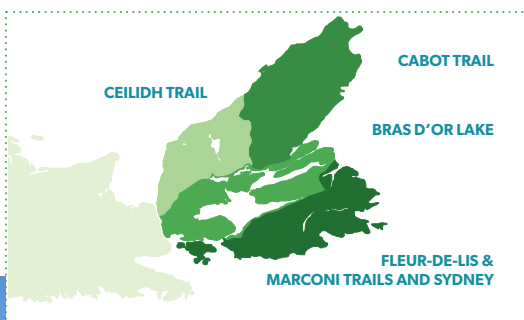 CABOT TRAIL
CEILIDH TRAIL
BRAS D’OR LAKE
FLEUR-DE-LIS &
MARCONI TRAILS AND SYDNEY